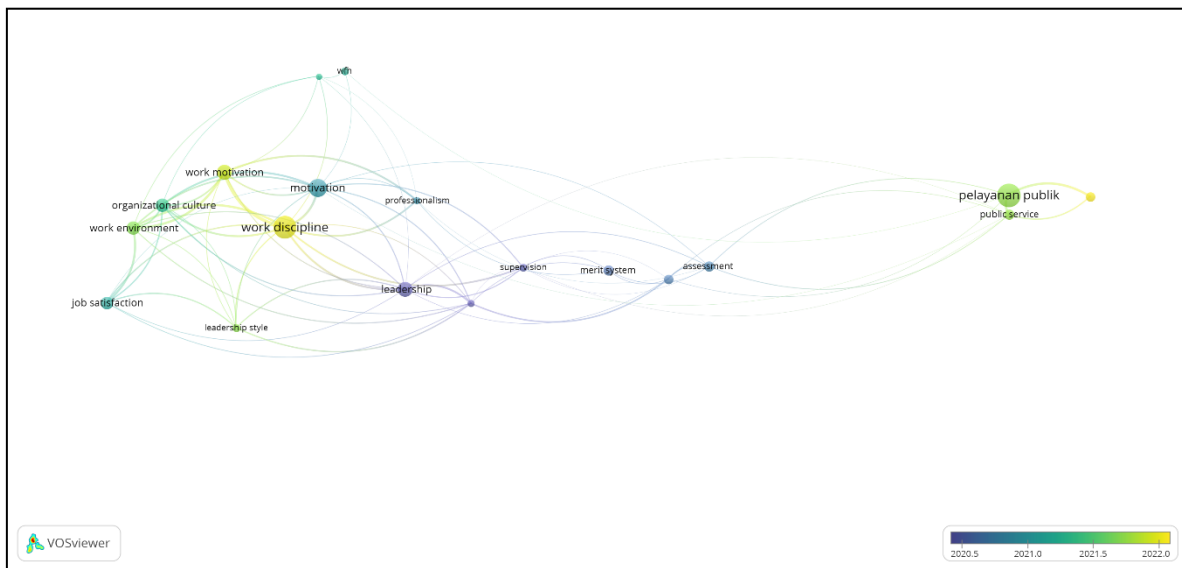 wfh
work motivation
motivation
professionalism
organizational culture
work environment
work discipline
pelayanan publik
public service
supervision
merit system
assessment
leadership
job satisfaction
leadership style
VOSviewer
2020.5 2021.0 2021.5 2022.0